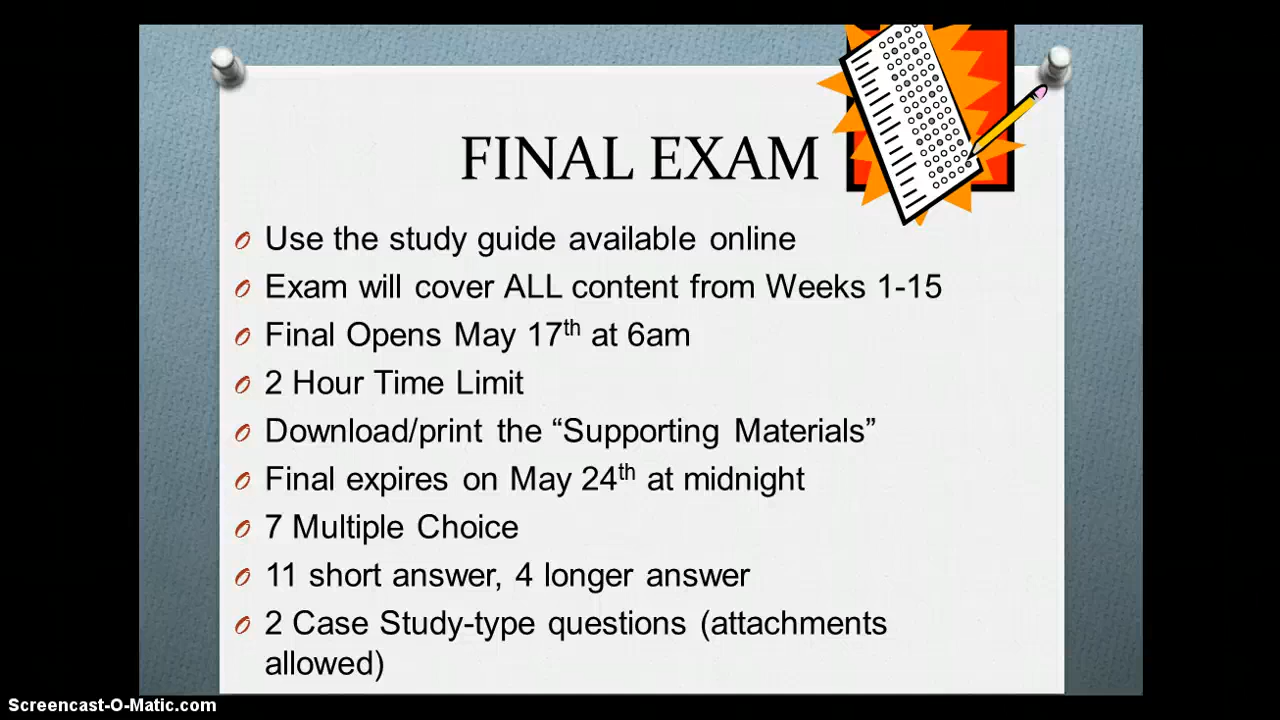 FINAL EXAM
Use the study guide available online
Exam will cover ALL content from Weeks 1-15
Final Opens May 17th at 6am
2 Hour Time Limit
Download/print the “Supporting Materials”
Final expires on May 24th at midnight
7 Multiple Choice
11 short answer, 4 longer answer
2 Case Study-type questions (attachments
allowed)
Screencast-O-Matic.com